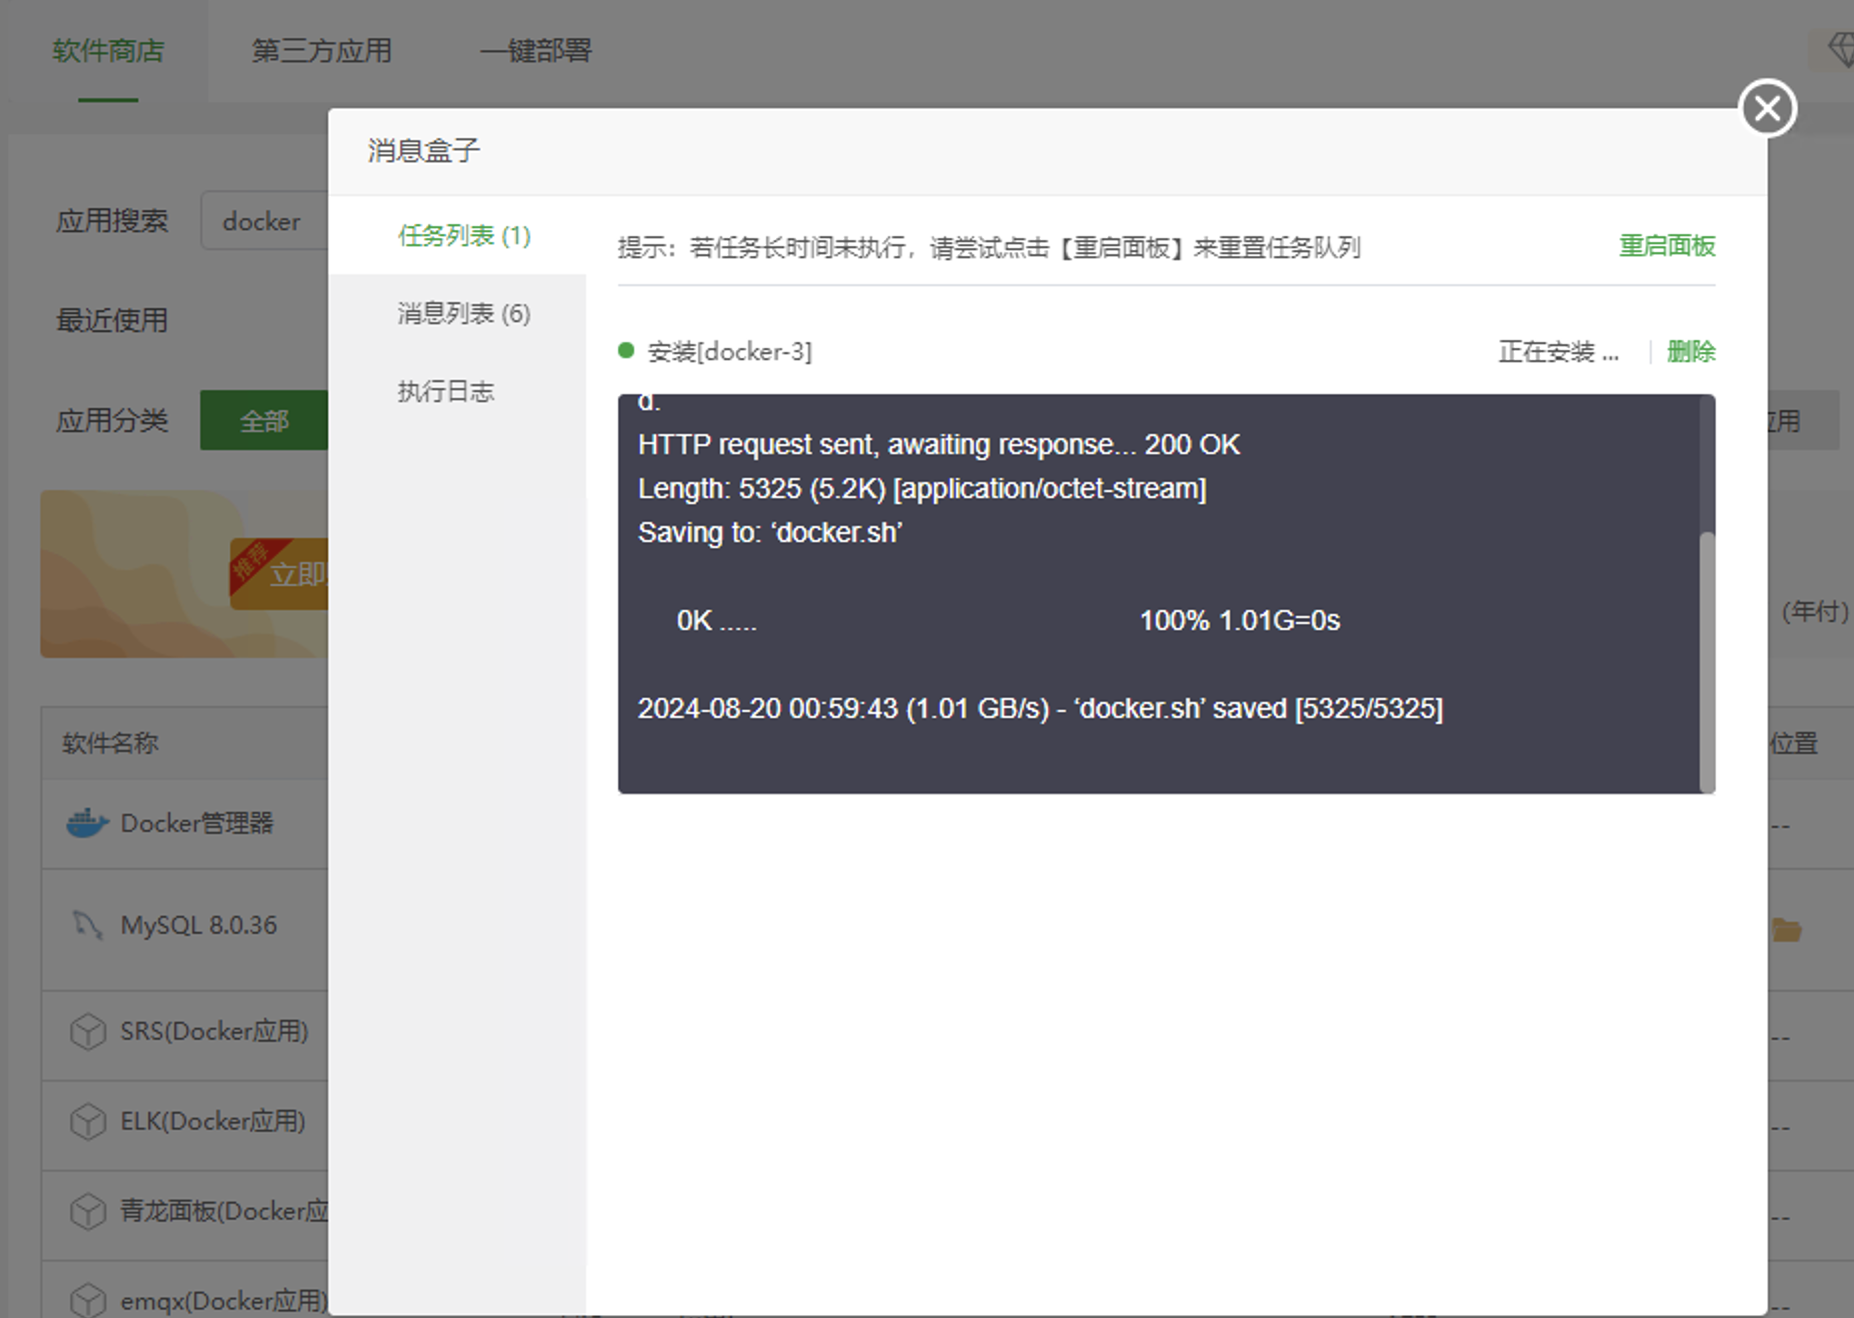 软件商店 第三方应用 一键部署
消息盒子
应用搜索 docker
任务列表 (1)
提示：若任务长时间未执行，请尝试点击【重启面板】来重置任务队列 重启面板
消息列表 (6)
最近使用
安装[docker-3] 正在安装 ... 删除
执行日志
应用分类 全部 应用
d.
HTTP request sent, awaiting response... 200 OK
Length: 5325 (5.2K) [application/octet-stream]
Saving to: ‘docker.sh’
推荐
立即
(年付)
0K ..... 100% 1.01G=0s
2024-08-20 00:59:43 (1.01 GB/s) - ‘docker.sh’ saved [5325/5325]
软件名称 位置
Docker管理器 --
MySQL 8.0.36
SRS(Docker应用) --
ELK(Docker应用) --
青龙面板(Docker应 --
emqx(Docker应用) --